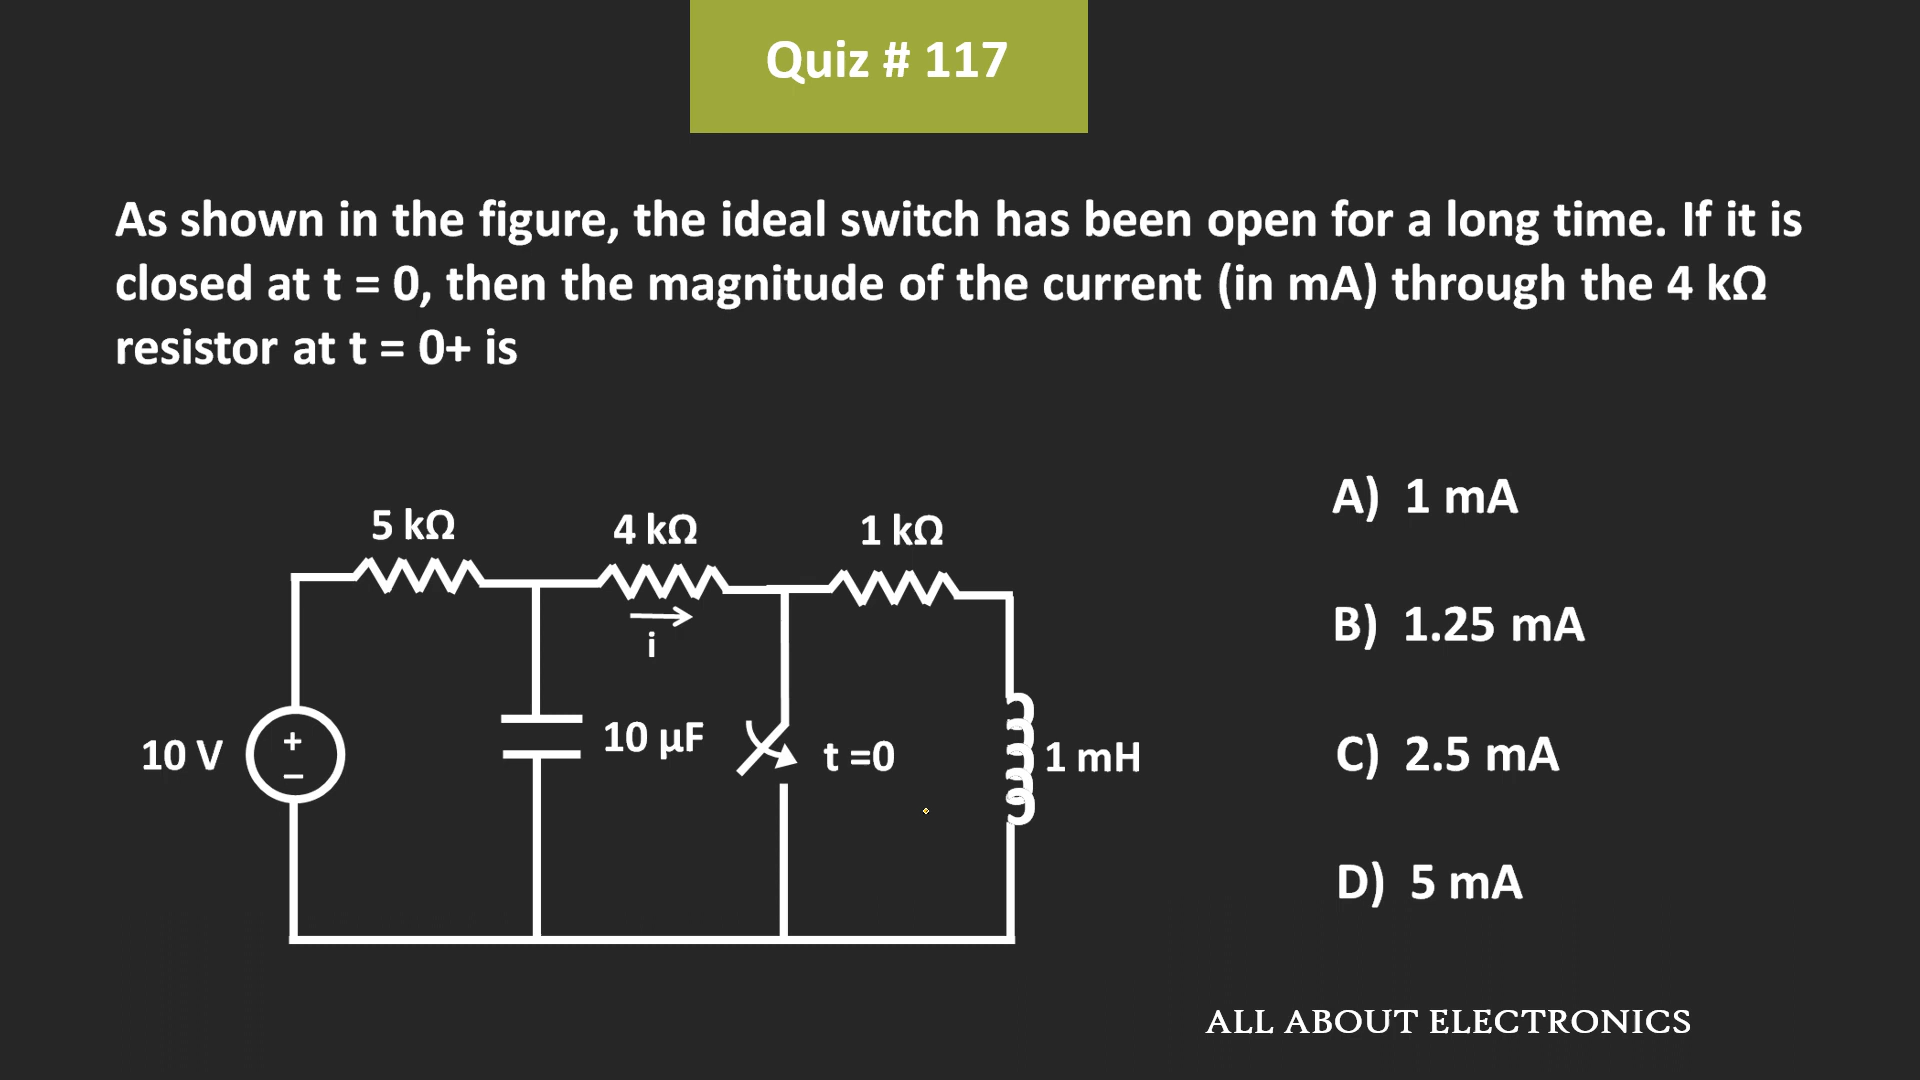 Quiz # 117
As shown in the figure, the ideal switch has been open for a long time. If it is
closed at t = 0, then the magnitude of the current (in mA) through the 4 kΩ
resistor at t = 0+ is
A) 1 mA
5 kΩ
4 kΩ
1 kΩ
B) 1.25 mA
i
10 V
+
−
10 µF
t =0
1 mH
C) 2.5 mA
D) 5 mA
ALL ABOUT ELECTRONICS